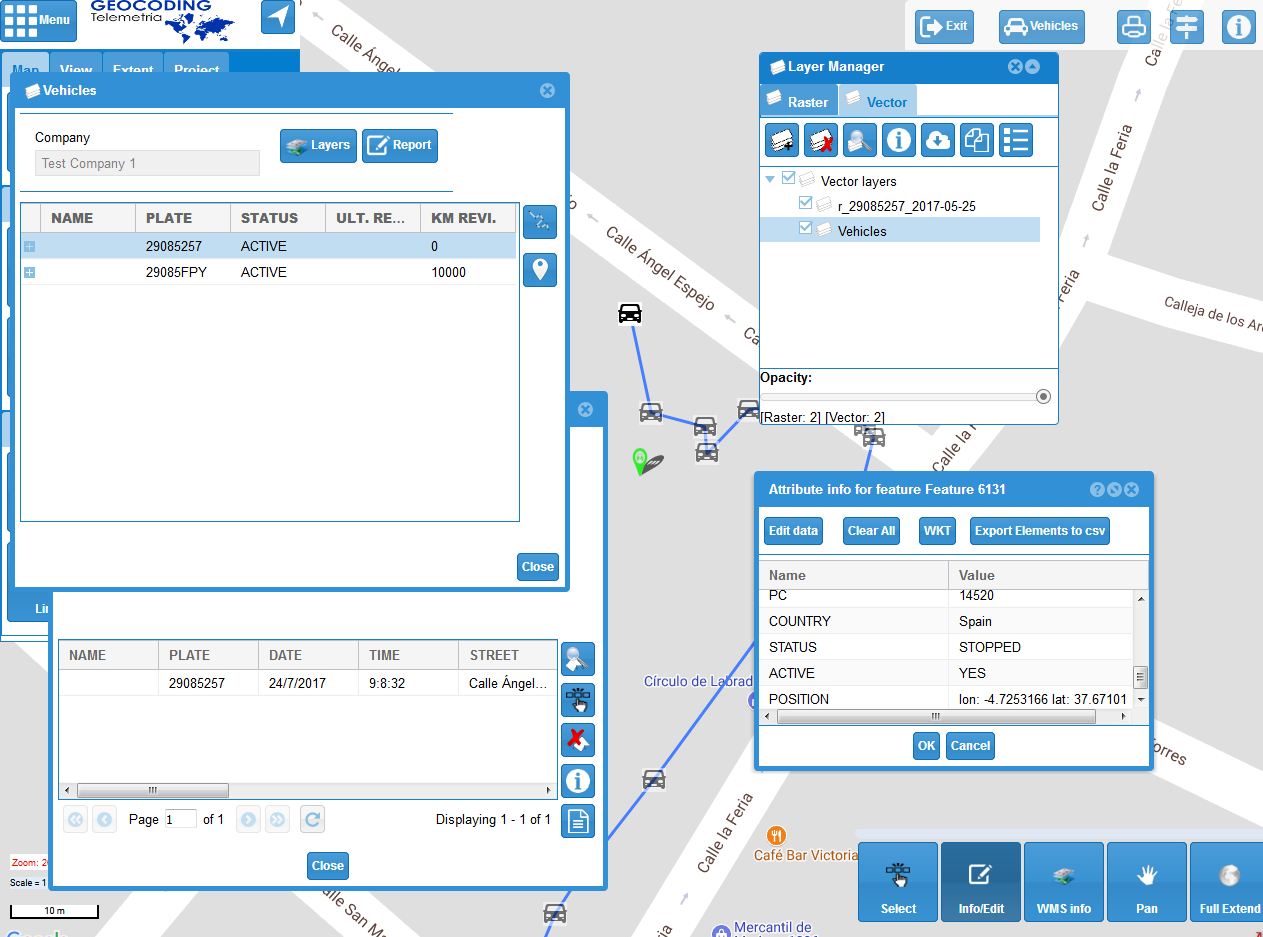 Menu
GEOCODING
Telemetria
Exit
Vehicles
Map
View
Extent
Project
Calle Ángel
Calle la Feria
Vehicles
Company
Test Company 1
Layers
Report
NAME PLATE STATUS ULT. RE... KM REVI.
29085257 ACTIVE 0
29085FPY ACTIVE 10000
Close
Layer Manager
Raster
Vector
Vector layers
r_29085257_2017-05-25
Vehicles
Opacity:
[Raster: 2] [Vector: 2]
Calle Ángel Espejo
Calle la Feria
Calleja de los
Calle la
Attribute info for feature Feature 6131
Edit data
Clear All
WKT
Export Elements to csv
Name Value
PC 14520
COUNTRY Spain
STATUS STOPPED
ACTIVE YES
POSITION lon: -4.7253166 lat: 37.67101
OK
Cancel
NAME PLATE DATE TIME STREET
29085257 24/7/2017 9:8:32 Calle Ángel...
Page 1 of 1
Displaying 1 - 1 of 1
Close
Círculo de Labrad
Calle la Feria
Café Bar Victoria
Mercantil de
Zoom: 2
Scale = 1
10 m
Select
Info/Edit
WMS info
Pan
Full Extend